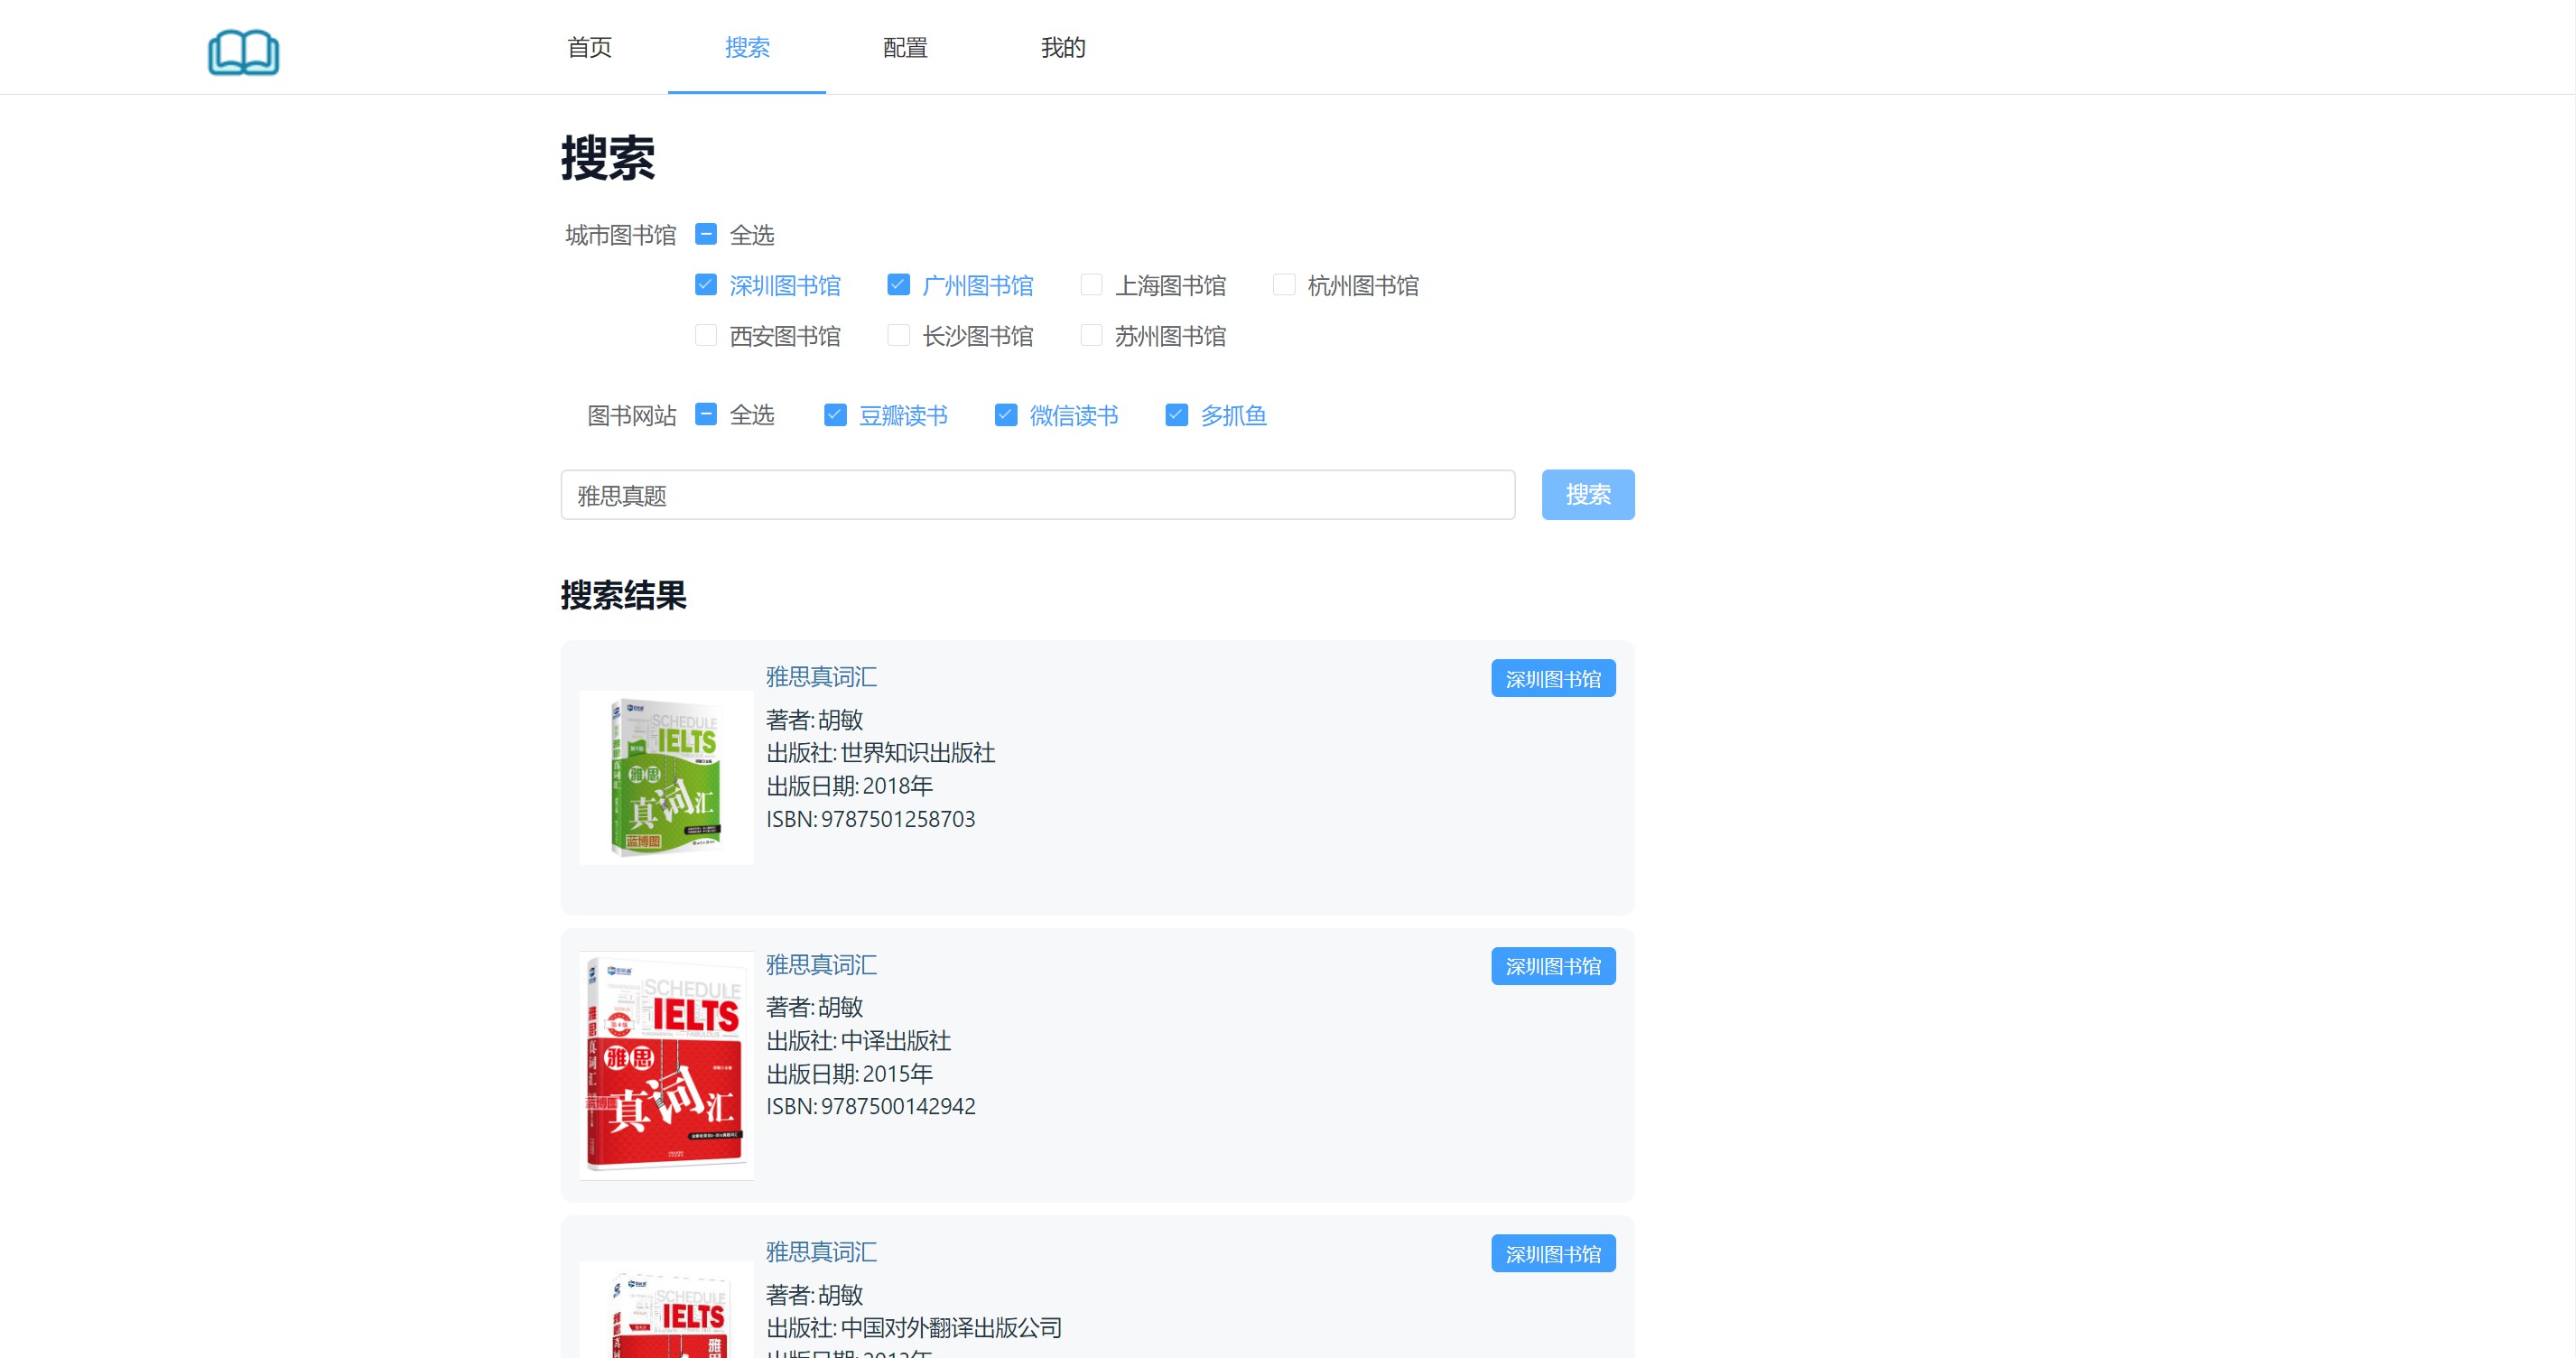 首页 搜索 配置 我的
搜索
城市图书馆 全选
深圳图书馆 广州图书馆 上海图书馆 杭州图书馆
西安图书馆 长沙图书馆 苏州图书馆
图书网站 全选 豆瓣读书 微信读书 多抓鱼
雅思真题 搜索
搜索结果
雅思真词汇 深圳图书馆
著者: 胡敏
出版社: 世界知识出版社
出版日期: 2018年
ISBN: 9787501258703
SCHEDULE
IELTS
雅思
真词汇
蓝博图
雅思真词汇 深圳图书馆
著者: 胡敏
出版社: 中译出版社
出版日期: 2015年
ISBN: 9787500142942
SCHEDULE
IELTS
雅思
真词汇
蓝博图
雅思真词汇 深圳图书馆
著者: 胡敏
出版社: 中国对外翻译出版公司
SCHEDULE
IELTS